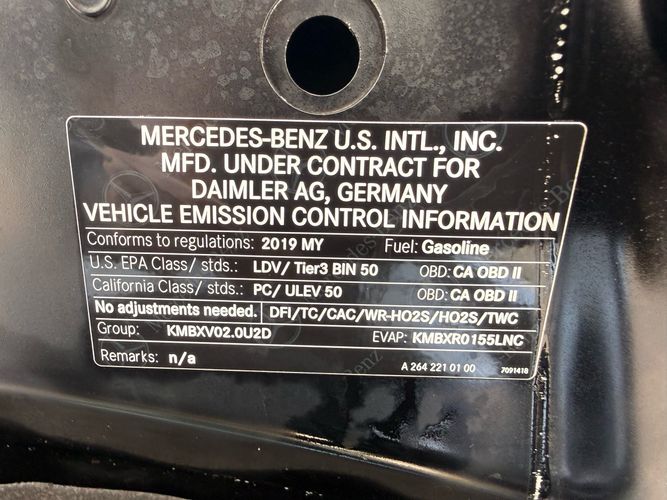 MERCEDES-BENZ U.S. INTL., INC.
MFD. UNDER CONTRACT FOR
DAIMLER AG, GERMANY
VEHICLE EMISSION CONTROL INFORMATION
Conforms to regulations: 2019 MY Fuel: Gasoline
U.S. EPA Class/ stds.: LDV/ Tier3 BIN 50 OBD: CA OBD II
California Class/ stds.: PC/ ULEV 50 OBD: CA OBD II
No adjustments needed. DFI/TC/CAC/WR-HO2S/HO2S/TWC
Group: KMBXV02.0U2D EVAP: KMBXR0155LNC
Remarks: n/a A 264 221 01 00 7091418